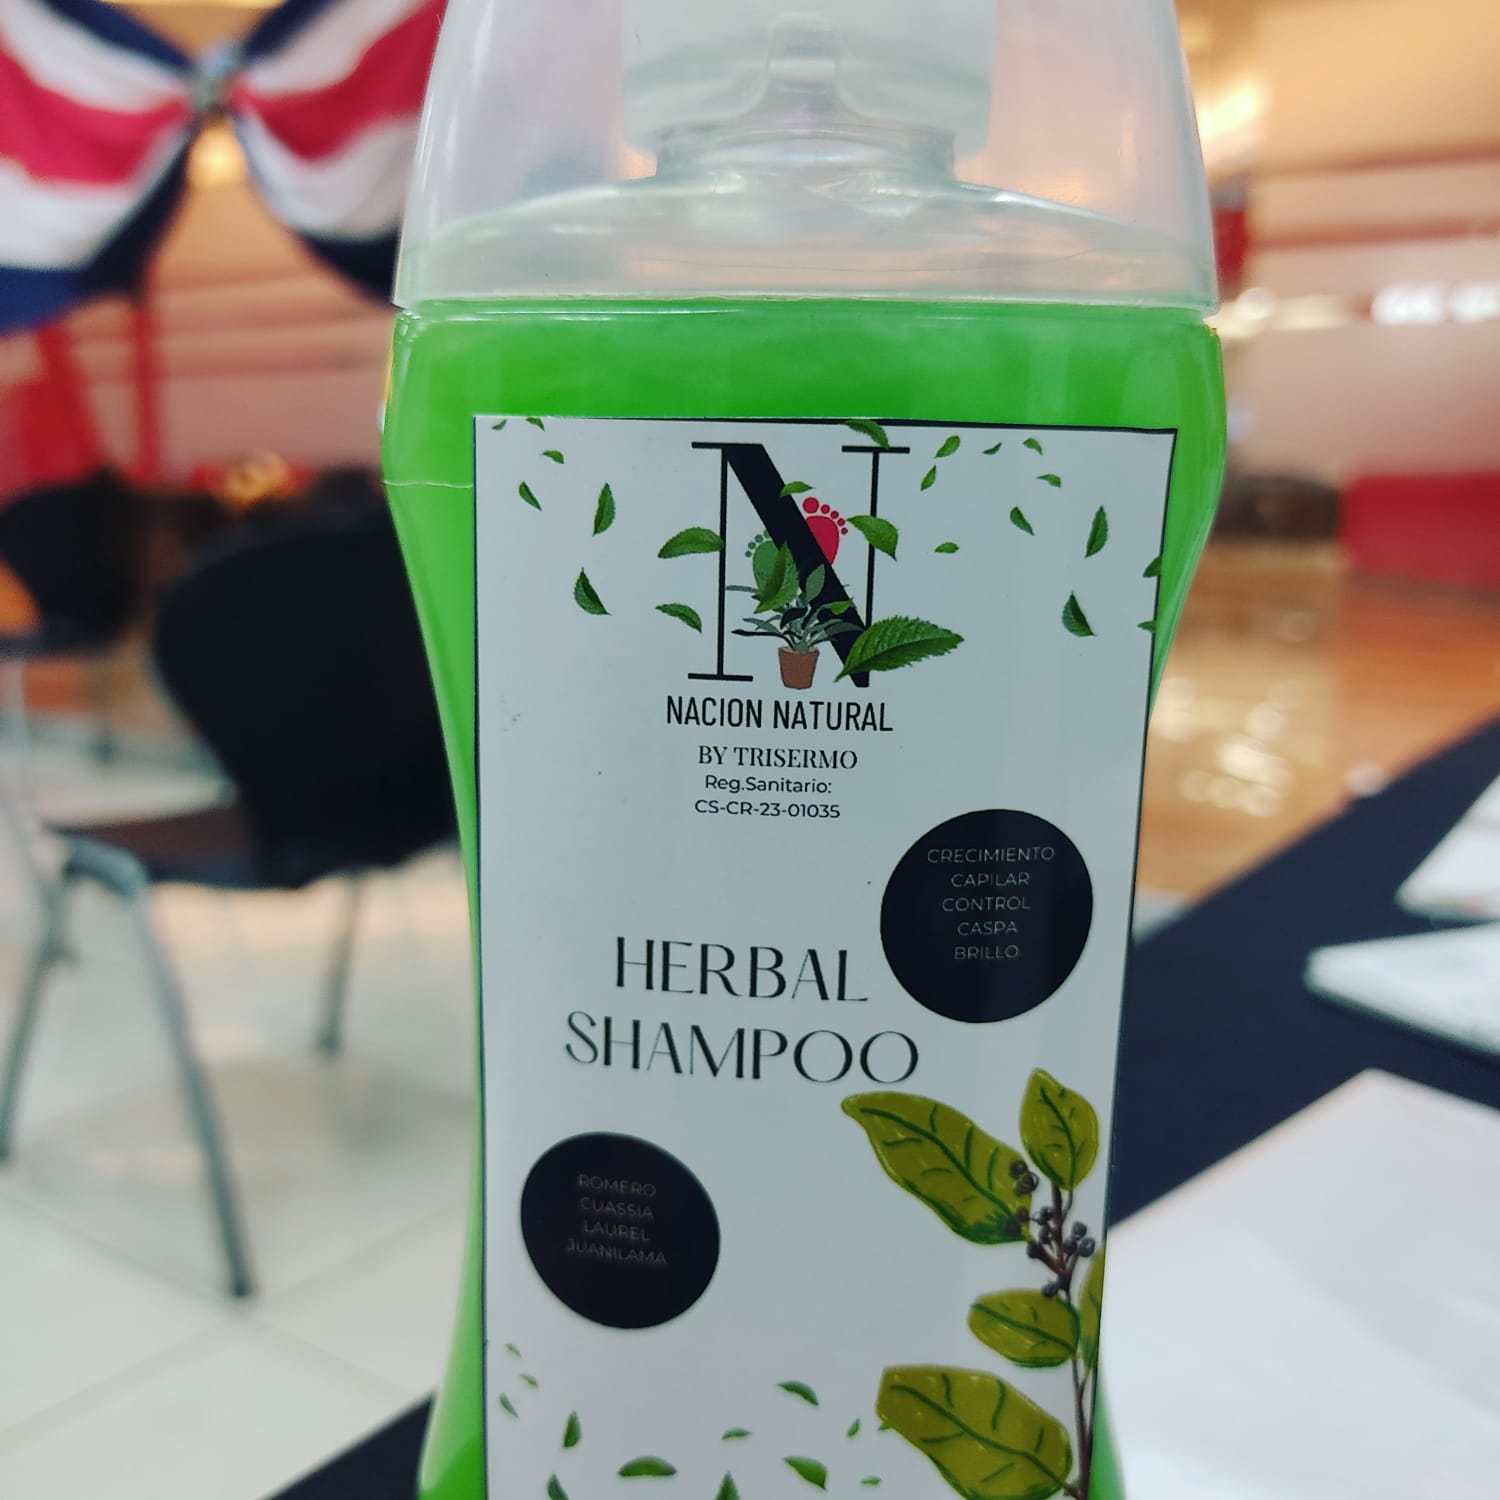 N
NACION NATURAL
BY TRISERMO
Reg.Sanitario:
CS-CR-23-01035
CRECIMIENTO
CAPILAR
CONTROL
CASPA
BRILLO
HERBAL
SHAMPOO
ROMERO
CUASSIA
LAUREL
JUANILAMA